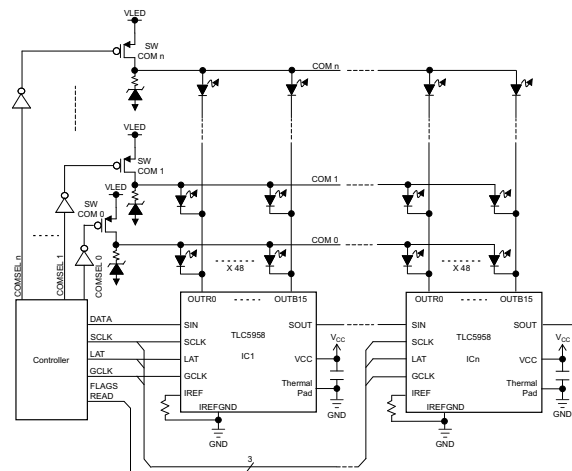 VLED
SW
COM n
COM n
VLED
SW
COM 1
COM 1
VLED
SW
COM 0
COM 0
COMSEL n
COMSEL 1
COMSEL 0
X 48
X 48
OUTR0
OUTB15
OUTR0
OUTB15
Controller
DATA
SCLK
LAT
GCLK
FLAGS
READ
SIN
SCLK
LAT
GCLK
IREF
TLC5958
IC1
IREFGND
SOUT
VCC
Thermal
Pad
VCC
GND
GND
SIN
SCLK
LAT
GCLK
IREF
TLC5958
ICn
IREFGND
SOUT
VCC
Thermal
Pad
VCC
GND
GND
3